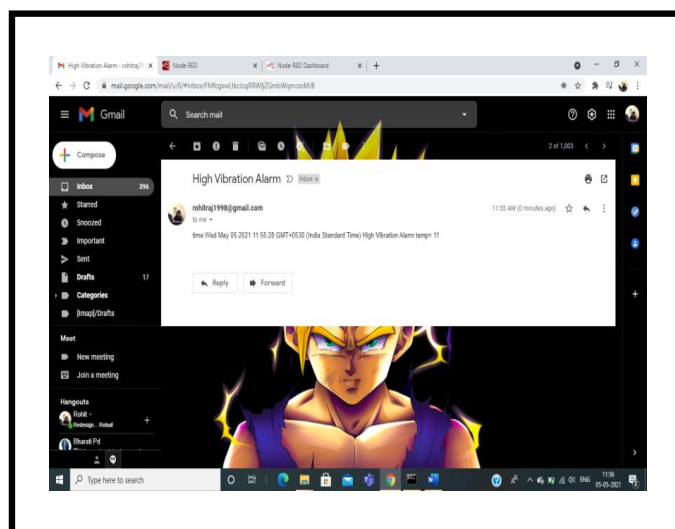 High Vibration Alarm - rohitraj1
Node-RED
Node-RED Dashboard
mail.google.com/mail/u/0/#inbox/
Gmail
Search mail
Compose
2 of 1,003
Inbox 396
Starred
Snoozed
Important
Sent
Drafts 17
Categories
[Imap]/Drafts
High Vibration Alarm Inbox x
rohitraj1998@gmail.com 11:55 AM (0 minutes ago)
to me
time:Wed May 05 2021 11:55:28 GMT+0530 (India Standard Time) High Vibration Alarm temp= 11
Reply Forward
Meet
New meeting
Join a meeting
Hangouts
Rohit
Redesign..
Bharati Pd
Type here to search
ENG
11:56
05-05-2021